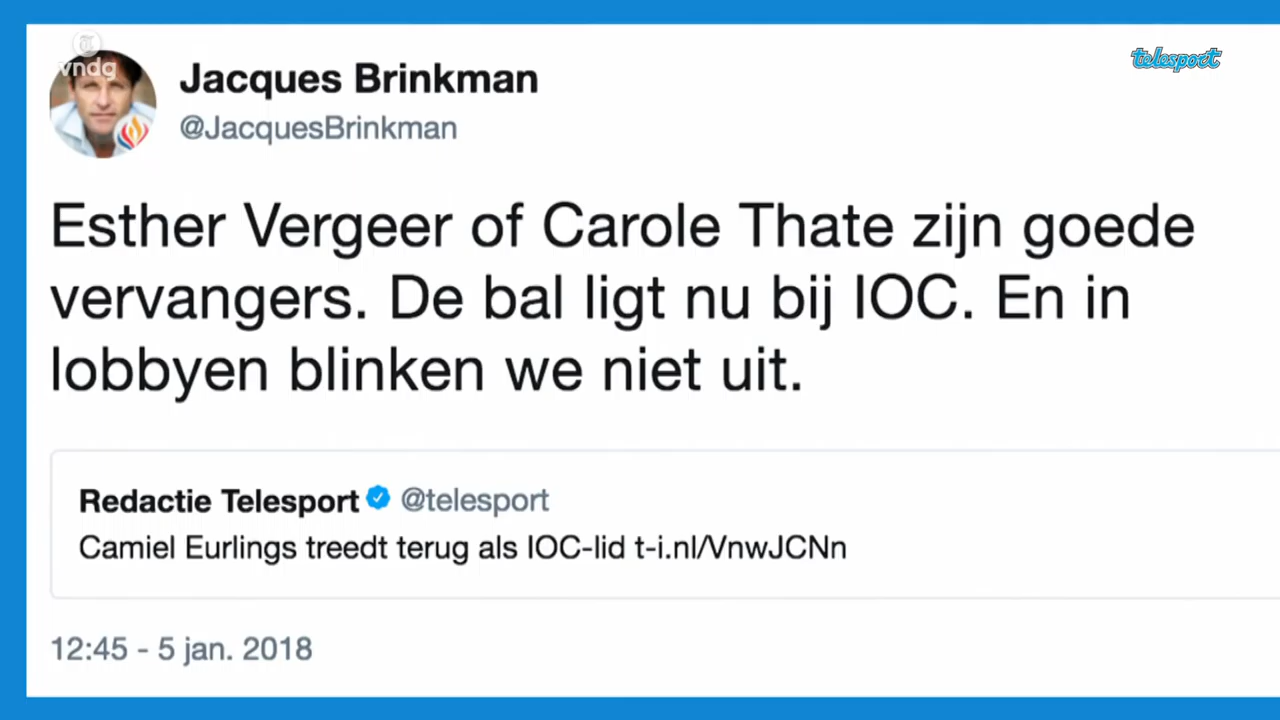 vndg
telesport
Jacques Brinkman
@JacquesBrinkman
Esther Vergeer of Carole Thate zijn goede
vervangers. De bal ligt nu bij IOC. En in
lobbyen blinken we niet uit.
Redactie Telesport @telesport
Camiel Eurlings treedt terug als IOC-lid t-i.nl/VnwJCNn
12:45 - 5 jan. 2018